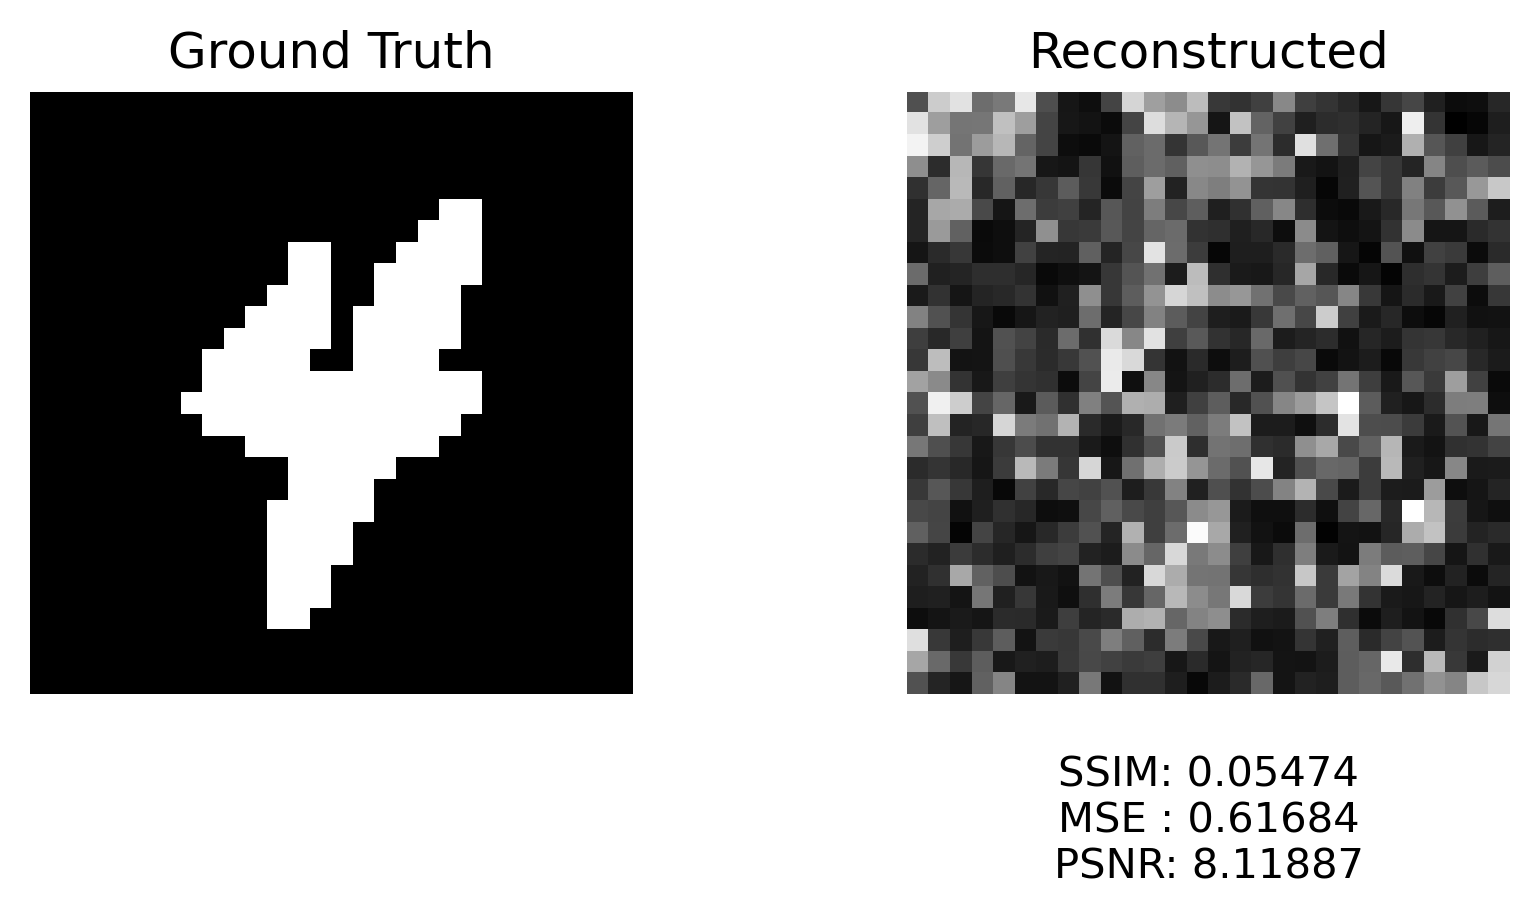 Ground Truth
Reconstructed
SSIM: 0.05474
MSE : 0.61684
PSNR: 8.11887